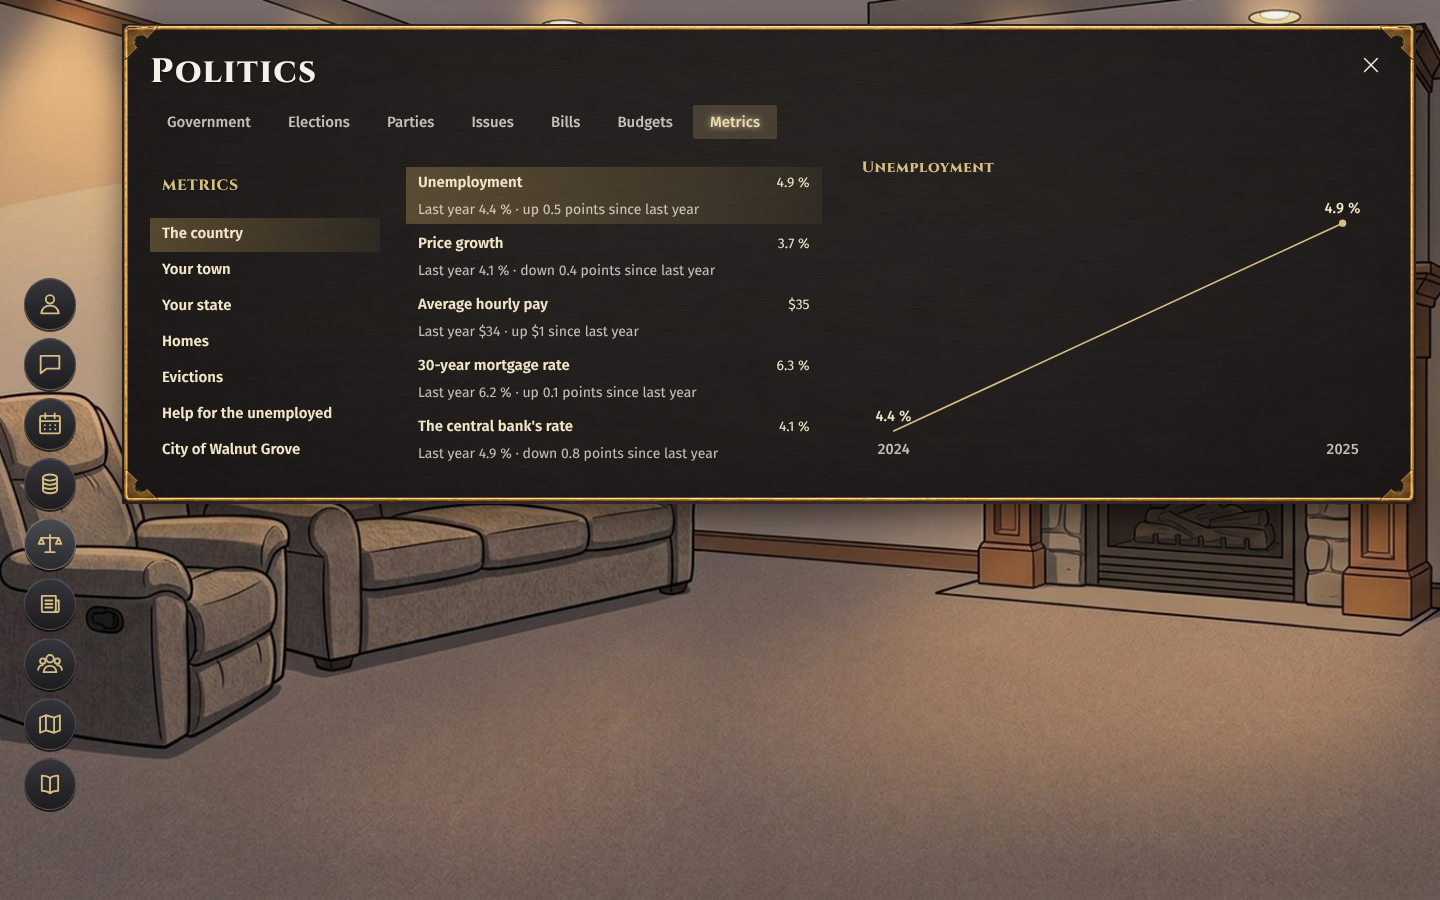 Politics
Government Elections Parties Issues Bills Budgets Metrics
METRICS
The country
Your town
Your state
Homes
Evictions
Help for the unemployed
City of Walnut Grove
Unemployment 4.9 %
Last year 4.4 % · up 0.5 points since last year
Price growth 3.7 %
Last year 4.1 % · down 0.4 points since last year
Average hourly pay $35
Last year $34 · up $1 since last year
30-year mortgage rate 6.3 %
Last year 6.2 % · up 0.1 points since last year
The central bank's rate 4.1 %
Last year 4.9 % · down 0.8 points since last year
Unemployment
4.9 %
4.4 %
2024 2025